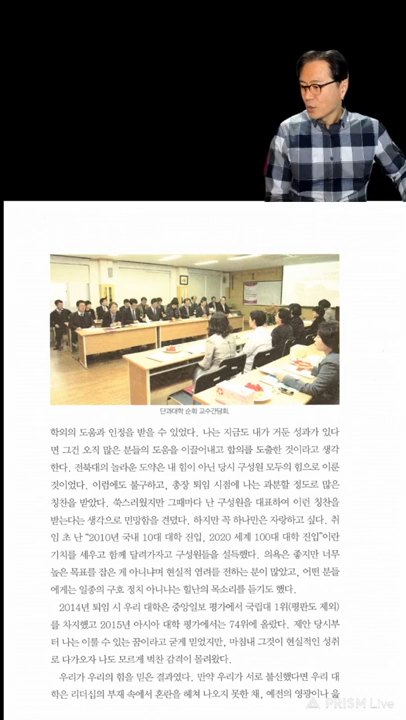 단과대학 순회 교수간담회.
학외의 도움과 인정을 받을 수 있었다. 나는 지금도 내가 거둔 성과가 있다
면 그건 오직 많은 분들의 도움을 이끌어내고 합의를 도출한 것이라고 생각
한다. 전북대의 놀라운 도약은 내 힘이 아닌 당시 구성원 모두의 힘으로 이룬
것이었다. 이럼에도 불구하고, 총장 퇴임 시점에 나는 과분할 정도로 많은
칭찬을 받았다. 쑥스러웠지만 그때마다 난 구성원을 대표하여 이런 칭찬을
받는다는 생각으로 민망함을 견뎠다. 하지만 꼭 하나만은 자랑하고 싶다. 취
임 초 난 “2010년 국내 10대 대학 진입, 2020 세계 100대 대학 진입”이란
기치를 세우고 함께 달려가자고 구성원들을 설득했다. 의욕은 좋지만 너무
높은 목표를 잡은 게 아니냐며 현실적 염려를 전하는 분이 많았고, 어떤 분들
에게는 일종의 구호 정치 아니냐는 힐난의 목소리를 듣기도 했다.
2014년 퇴임 시 우리 대학은 중앙일보 평가에서 국립대 1위(평판도 제외)
를 차지했고 2015년 아시아 대학 평가에서는 74위에 올랐다. 제안 당시부
터 나는 이룰 수 있는 꿈이라고 굳게 믿었지만, 마침내 그것이 현실적인 성취
로 다가오자 나도 모르게 벅찬 감격이 몰려왔다.
우리가 우리의 힘을 믿은 결과였다. 만약 우리가 서로 불신했다면 우리 대
학은 리더십의 부재 속에서 혼란을 헤쳐 나오지 못한 채, 예전의 영광이나 읊
PRISM Live